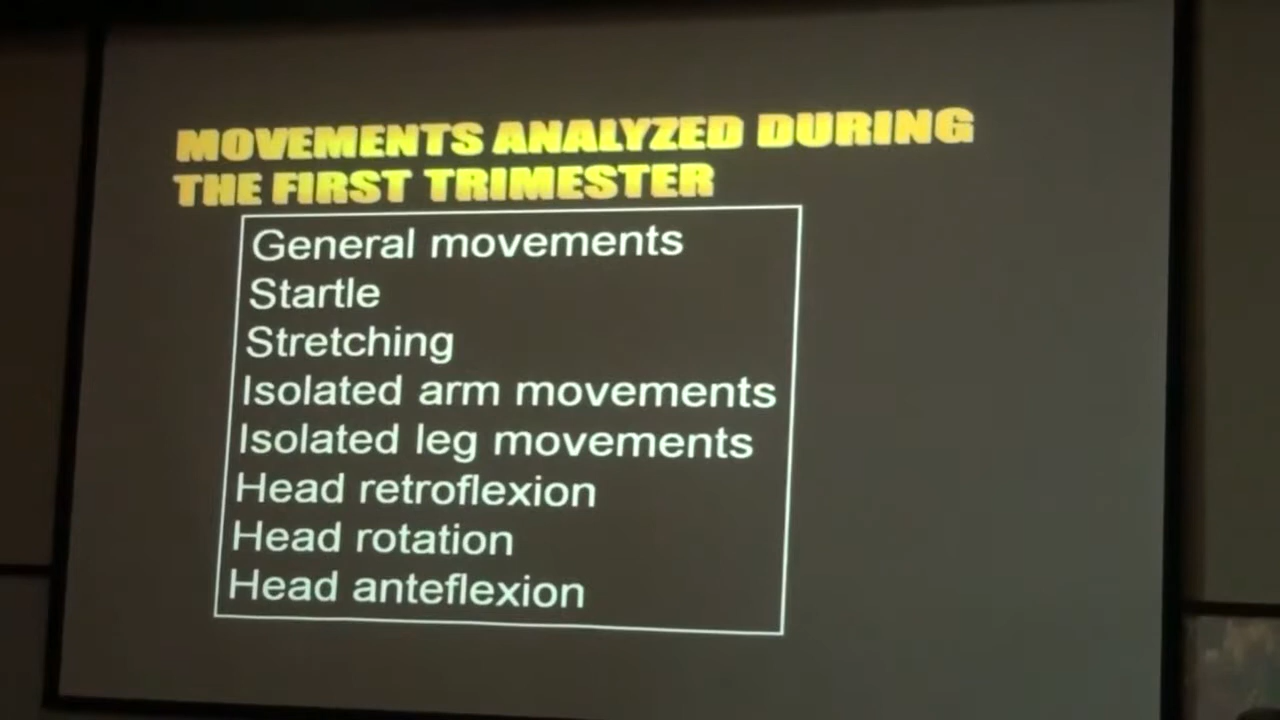 MOVEMENTS ANALYZED DURING
THE FIRST TRIMESTER
General movements
Startle
Stretching
Isolated arm movements
Isolated leg movements
Head retroflexion
Head rotation
Head anteflexion